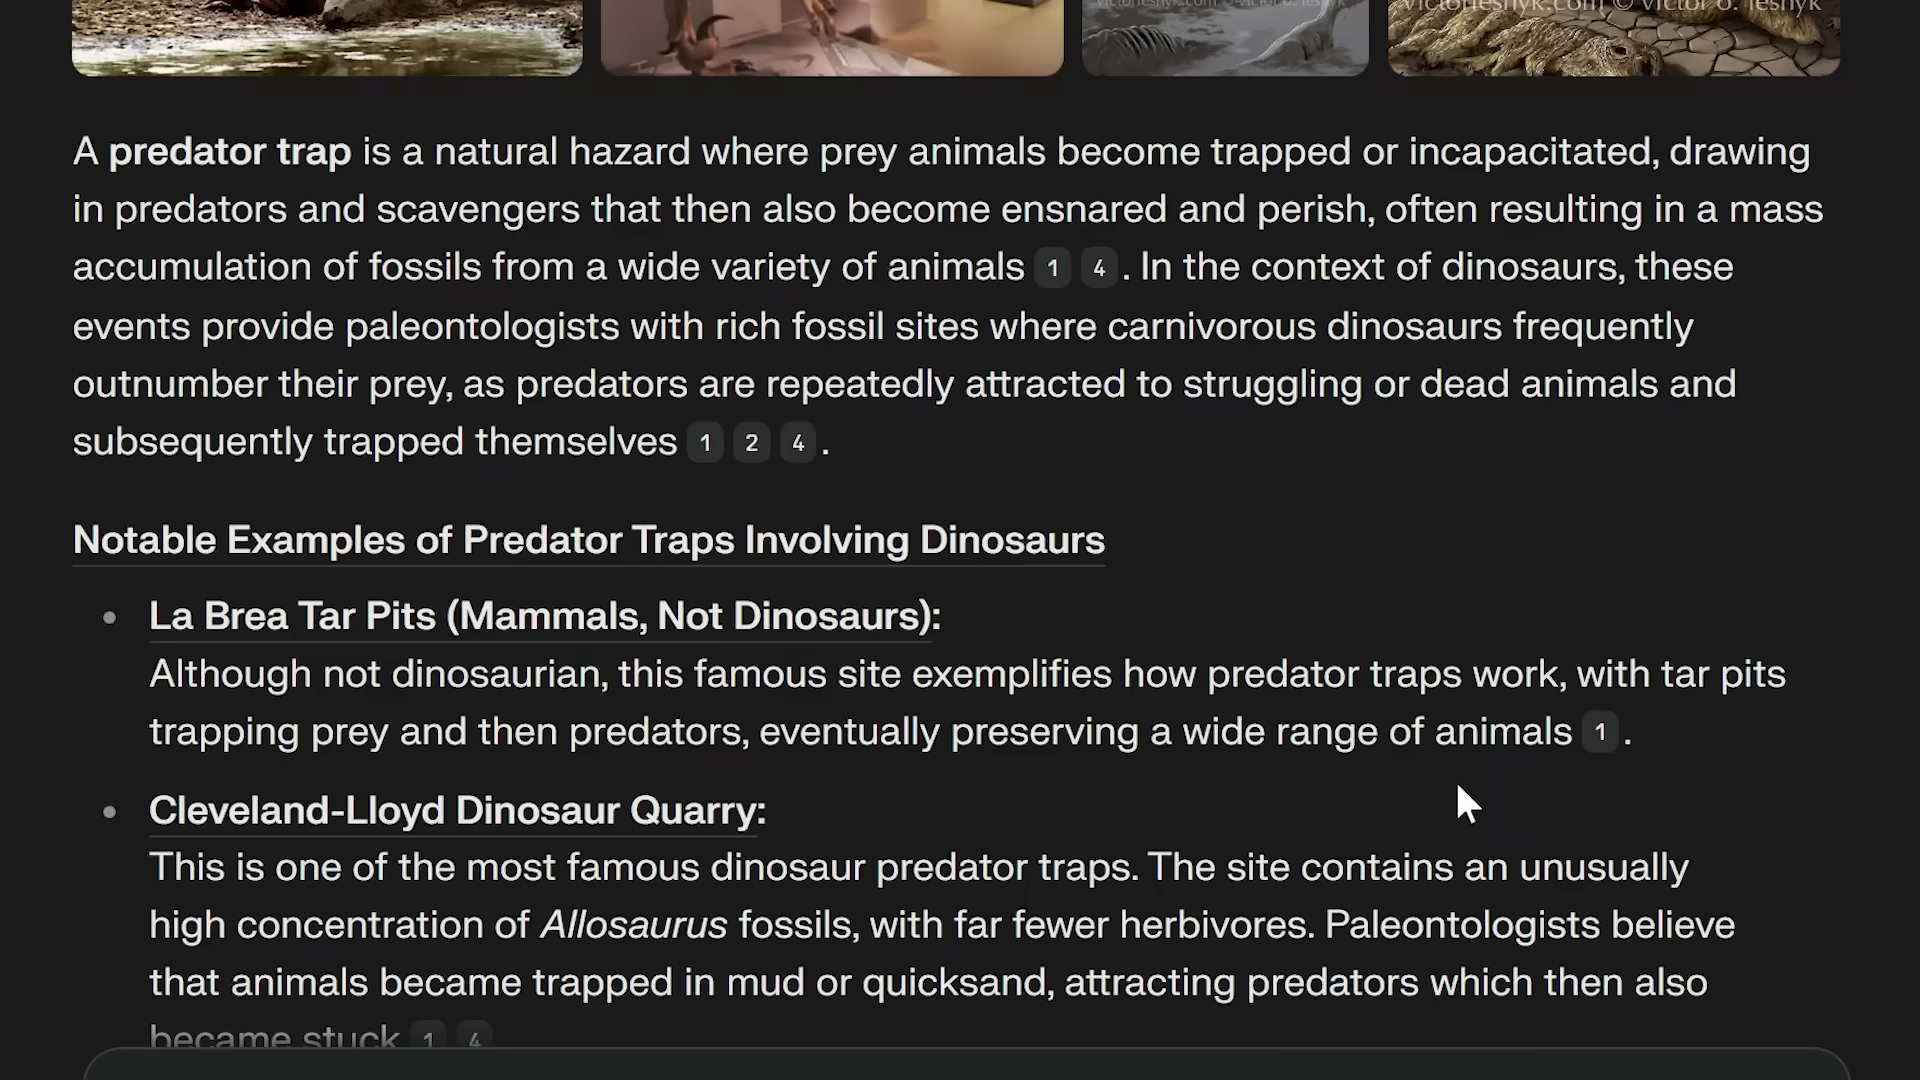 victorleshyk.com © victor o. leshyk
A predator trap is a natural hazard where prey animals become trapped or incapacitated, drawing
in predators and scavengers that then also become ensnared and perish, often resulting in a mass
accumulation of fossils from a wide variety of animals 1 4 . In the context of dinosaurs, these
events provide paleontologists with rich fossil sites where carnivorous dinosaurs frequently
outnumber their prey, as predators are repeatedly attracted to struggling or dead animals and
subsequently trapped themselves 1 2 4 .
Notable Examples of Predator Traps Involving Dinosaurs
La Brea Tar Pits (Mammals, Not Dinosaurs):
Although not dinosaurian, this famous site exemplifies how predator traps work, with tar pits
trapping prey and then predators, eventually preserving a wide range of animals 1 .
Cleveland-Lloyd Dinosaur Quarry:
This is one of the most famous dinosaur predator traps. The site contains an unusually
high concentration of Allosaurus fossils, with far fewer herbivores. Paleontologists believe
that animals became trapped in mud or quicksand, attracting predators which then also
became stuck 1 4